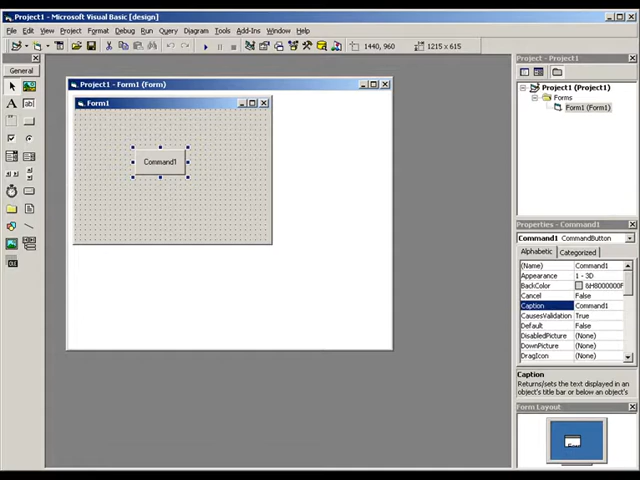 Project1 - Microsoft Visual Basic [design]
File Edit View Project Format Debug Run Query Diagram Tools Add-Ins Window Help
1440, 960 1215 x 615
General
Project1 - Form1 (Form)
Form1
Command1
A ab|
OLE
Project - Project1
Project1 (Project1)
Forms
Form1 (Form1)
Properties - Command1
Command1 CommandButton
Alphabetic Categorized
(Name) Command1
Appearance 1 - 3D
BackColor &H8000000F
Cancel False
Caption Command1
CausesValidation True
Default False
DisabledPicture (None)
DownPicture (None)
DragIcon (None)
Caption
Returns/sets the text displayed in an
object's title bar or below an object's
Form Layout